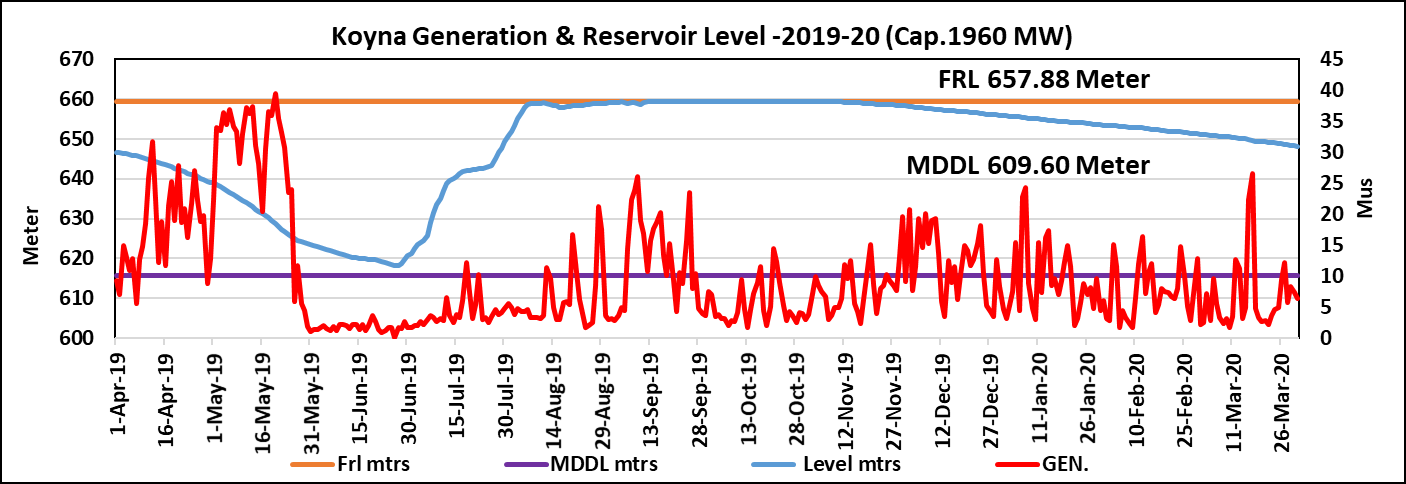 Koyna Generation & Reservoir Level -2019-20 (Cap.1960 MW)
670
660
650
640
630
620
610
600
Meter
45
40
35
30
25
20
15
10
5
0
Mus
FRL 657.88 Meter
MDDL 609.60 Meter
1-Apr-19
16-Apr-19
1-May-19
16-May-19
31-May-19
15-Jun-19
30-Jun-19
15-Jul-19
30-Jul-19
14-Aug-19
29-Aug-19
13-Sep-19
28-Sep-19
13-Oct-19
28-Oct-19
12-Nov-19
27-Nov-19
12-Dec-19
27-Dec-19
11-Jan-20
26-Jan-20
10-Feb-20
25-Feb-20
11-Mar-20
26-Mar-20
Frl mtrs MDDL mtrs Level mtrs GEN.